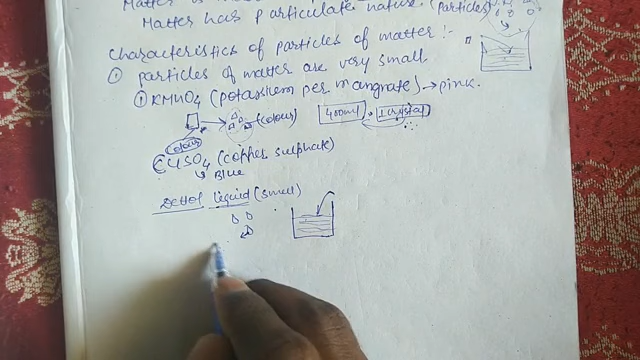 Matter has particulate nature. (particles)
Characteristics of particles of matter :-
① particles of matter are very small
① KMnO4 (potassium per mangnate) → pink.
(colour) 400ml 1 crystal
colour
CUSO4 (copper sulphate)
Blue
Dettol liquid (smell)